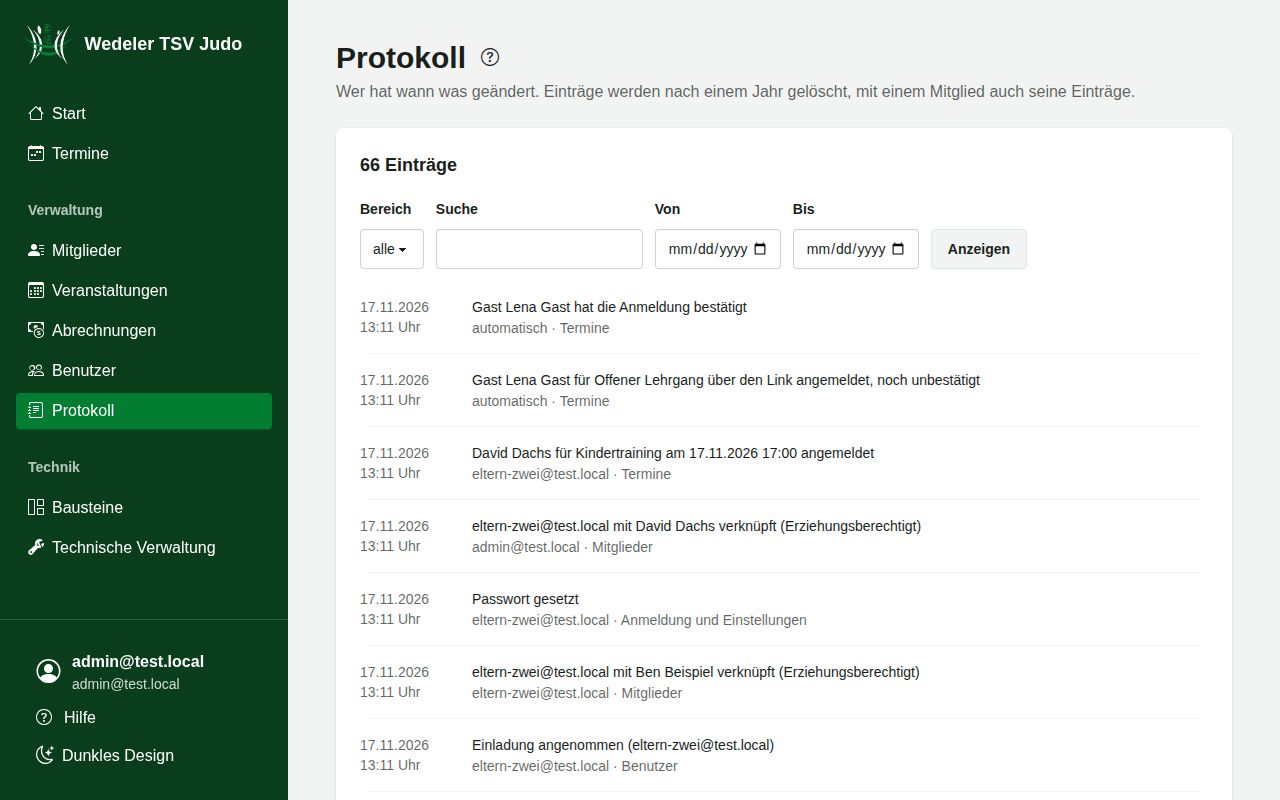 Wedeler TSV Judo
Start
Termine
Verwaltung
Mitglieder
Veranstaltungen
Abrechnungen
Benutzer
Protokoll
Technik
Bausteine
Technische Verwaltung
admin@test.local
admin@test.local
Hilfe
Dunkles Design
Protokoll
Wer hat wann was geändert. Einträge werden nach einem Jahr gelöscht, mit einem Mitglied auch seine Einträge.
66 Einträge
Bereich Suche Von Bis
alle mm/dd/yyyy mm/dd/yyyy Anzeigen
17.11.2026 Gast Lena Gast hat die Anmeldung bestätigt
13:11 Uhr automatisch · Termine
17.11.2026 Gast Lena Gast für Offener Lehrgang über den Link angemeldet, noch unbestätigt
13:11 Uhr automatisch · Termine
17.11.2026 David Dachs für Kindertraining am 17.11.2026 17:00 angemeldet
13:11 Uhr eltern-zwei@test.local · Termine
17.11.2026 eltern-zwei@test.local mit David Dachs verknüpft (Erziehungsberechtigt)
13:11 Uhr admin@test.local · Mitglieder
17.11.2026 Passwort gesetzt
13:11 Uhr eltern-zwei@test.local · Anmeldung und Einstellungen
17.11.2026 eltern-zwei@test.local mit Ben Beispiel verknüpft (Erziehungsberechtigt)
13:11 Uhr eltern-zwei@test.local · Mitglieder
17.11.2026 Einladung angenommen (eltern-zwei@test.local)
13:11 Uhr eltern-zwei@test.local · Benutzer